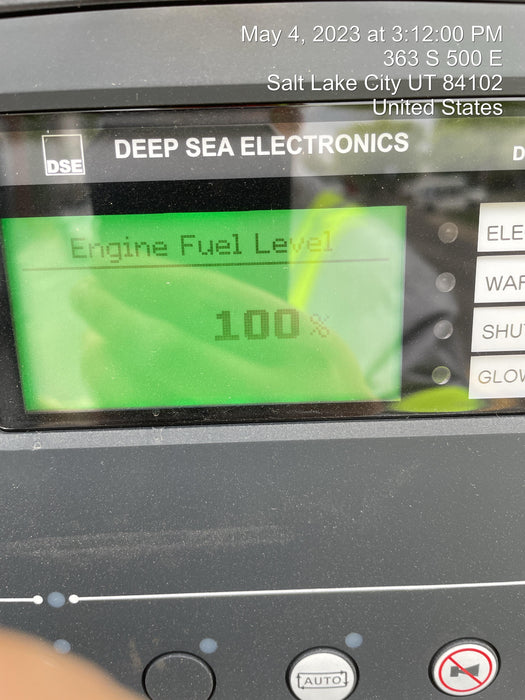 May 4, 2023 at 3:12:00 PM
363 S 500 E
Salt Lake City UT 84102
United States
DSE
DEEP SEA ELECTRONICS
D
Engine Fuel Level
100 %
ELE
WAR
SHU
GLOW
AUTO